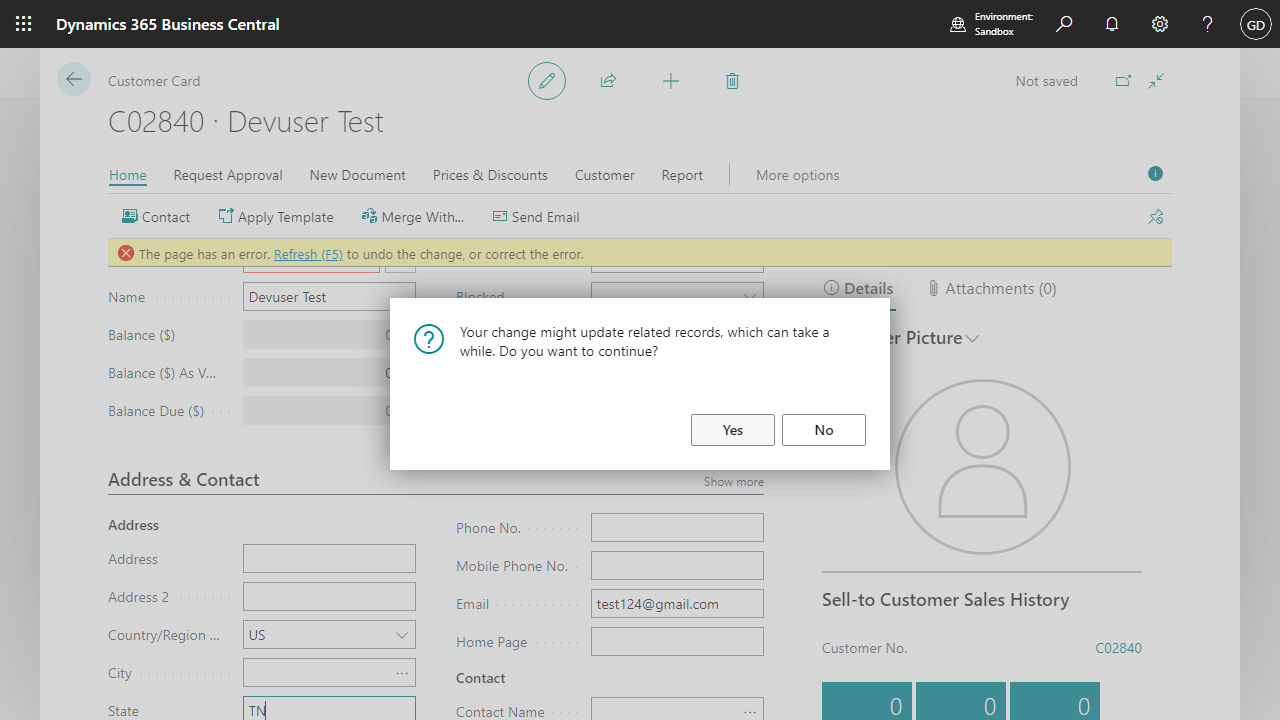 Dynamics 365 Business Central
Environment:
Sandbox
GD
Customer Card
Not saved
C02840 · Devuser Test
Home
Request Approval
New Document
Prices & Discounts
Customer
Report
More options
Contact
Apply Template
Merge With...
Send Email
The page has an error. Refresh (F5) to undo the change, or correct the error.
Name
Devuser Test
Blocked
Details
Attachments (0)
Balance ($)
Balance ($) As V...
Balance Due ($)
Your change might update related records, which can take a
while. Do you want to continue?
Yes
No
er Picture
Address & Contact
Show more
Address
Address
Address 2
Country/Region ...
US
City
State
TN
Phone No.
Mobile Phone No.
Email
test124@gmail.com
Home Page
Contact
Contact Name
Sell-to Customer Sales History
Customer No.
C02840
0
0
0